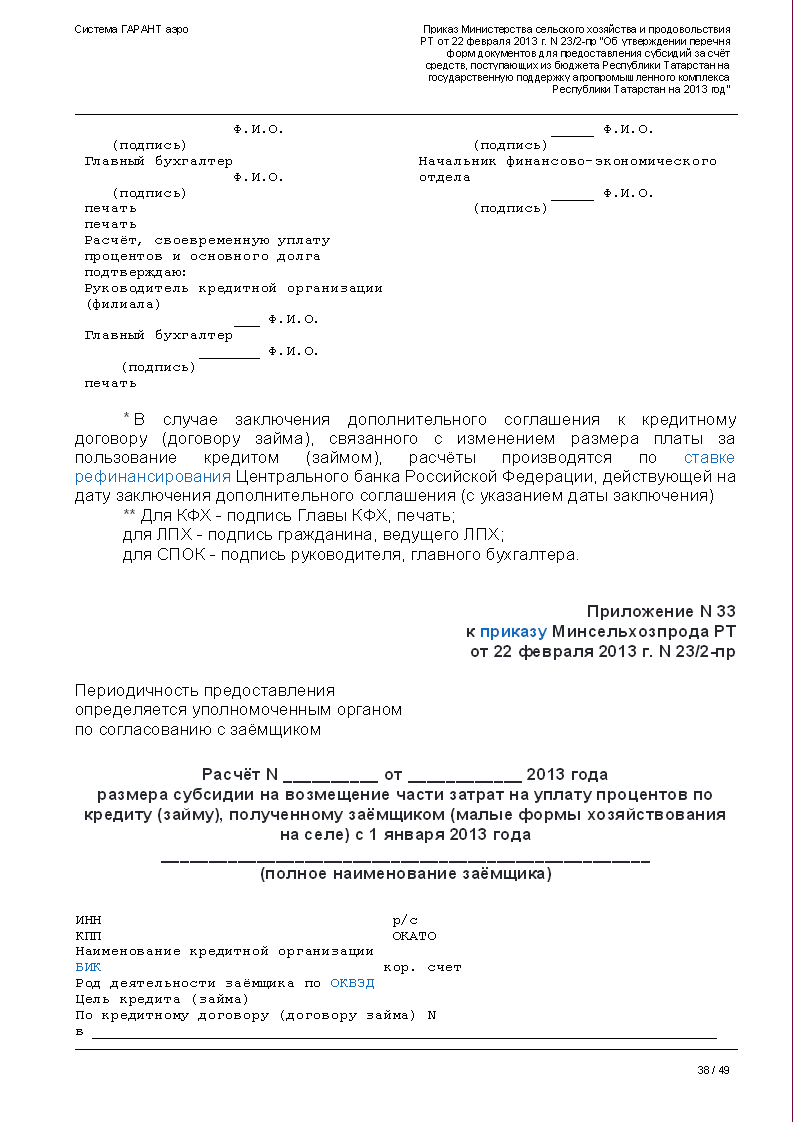 Система ГАРАНТ аэро
Приказ Министерства сельского хозяйства и продовольствия
РТ от 22 февраля 2013 г. N 23/2-пр "Об утверждении перечня
форм документов для предоставления субсидий за счёт
средств, поступающих из бюджета Республики Татарстан на
государственную поддержку агропромышленного комплекса
Республики Татарстан на 2013 год"
Ф.И.О. _____ Ф.И.О.
(подпись) (подпись)
Главный бухгалтер Начальник финансово-экономического
Ф.И.О. отдела
(подпись) _____ Ф.И.О.
печать (подпись)
печать
Расчёт, своевременную уплату
процентов и основного долга
подтверждаю:
Руководитель кредитной организации
(филиала)
___ Ф.И.О.
Главный бухгалтер
_______ Ф.И.О.
(подпись)
печать
* В случае заключения дополнительного соглашения к кредитному
договору (договору займа), связанного с изменением размера платы за
пользование кредитом (займом), расчёты производятся по ставке
рефинансирования Центрального банка Российской Федерации, действующей на
дату заключения дополнительного соглашения (с указанием даты заключения)
** Для КФХ - подпись Главы КФХ, печать;
для ЛПХ - подпись гражданина, ведущего ЛПХ;
для СПОК - подпись руководителя, главного бухгалтера.
Приложение N 33
к приказу Минсельхозпрода РТ
от 22 февраля 2013 г. N 23/2-пр
Периодичность предоставления
определяется уполномоченным органом
по согласованию с заёмщиком
Расчёт N __________ от ____________ 2013 года
размера субсидии на возмещение части затрат на уплату процентов по
кредиту (займу), полученному заёмщиком (малые формы хозяйствования
на селе) с 1 января 2013 года
____________________________________________________
(полное наименование заёмщика)
ИНН р/с
КПП ОКАТО
Наименование кредитной организации
БИК кор. счет
Род деятельности заёмщика по ОКВЭД
Цель кредита (займа)
По кредитному договору (договору займа) N
в ________________________________________________________________________
38 / 49